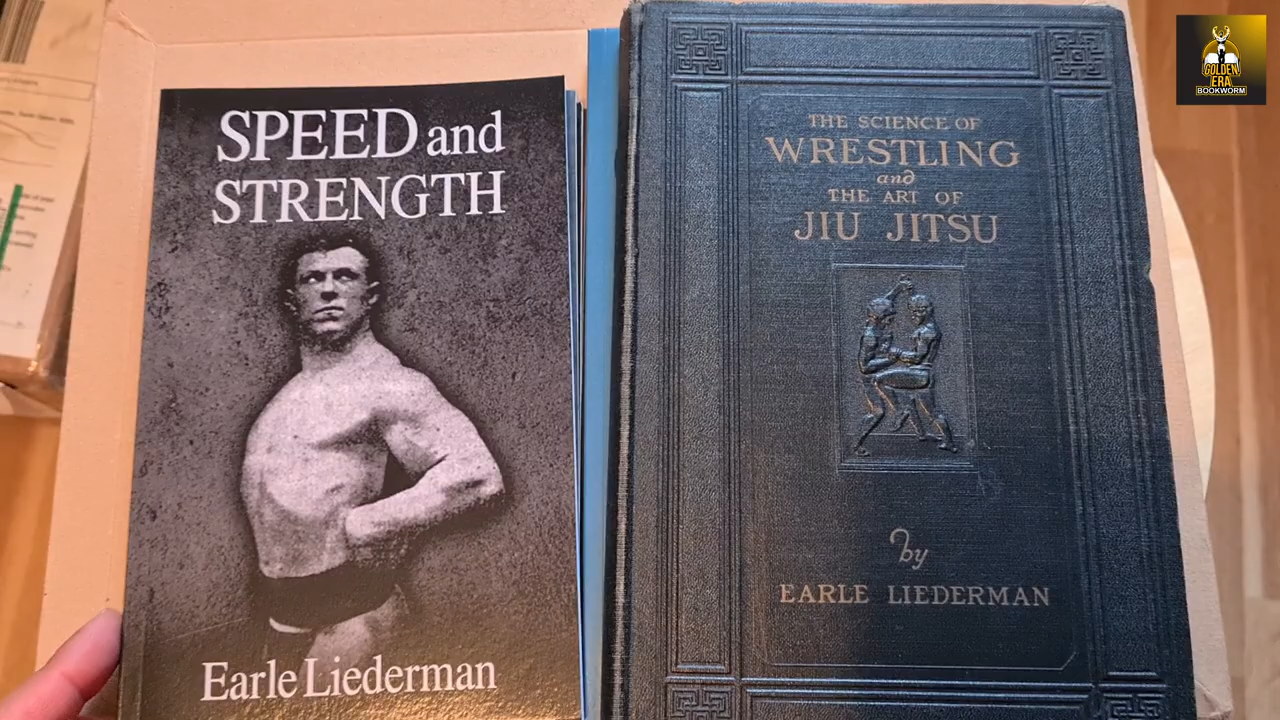 SPEED and
STRENGTH
Earle Liederman
THE SCIENCE OF
WRESTLING
and
THE ART OF
JIU JITSU
by
EARLE LIEDERMAN
GOLDEN
ERA
BOOKWORM